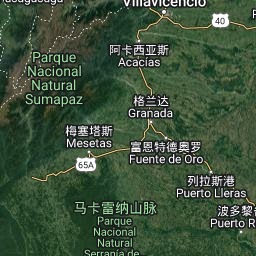 Villavicencio
40
阿卡西亚斯
Acacías
Parque
Nacional
Natural
Sumapaz
格兰达
Granada
梅塞塔斯
Mesetas
65A
富恩特德奥罗
Fuente de Oro
列拉斯港
Puerto Lleras
马卡雷纳山脉
Parque
Nacional
Natural
Serranía de
波多黎
Puerto R